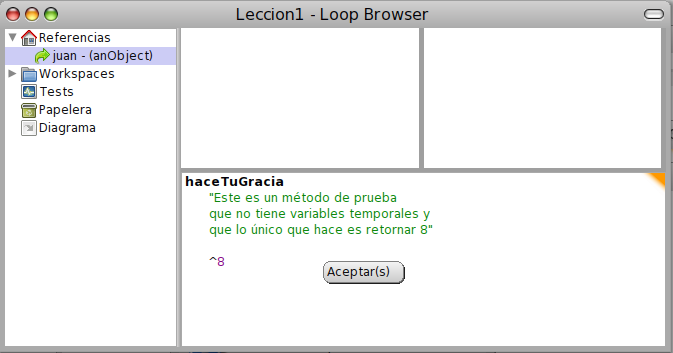 Leccion1 - Loop Browser
Referencias
juan - (anObject)
Workspaces
Tests
Papelera
Diagrama
haceTuGracia
"Este es un método de prueba
que no tiene variables temporales y
que lo único que hace es retornar 8"
^8
Aceptar(s)